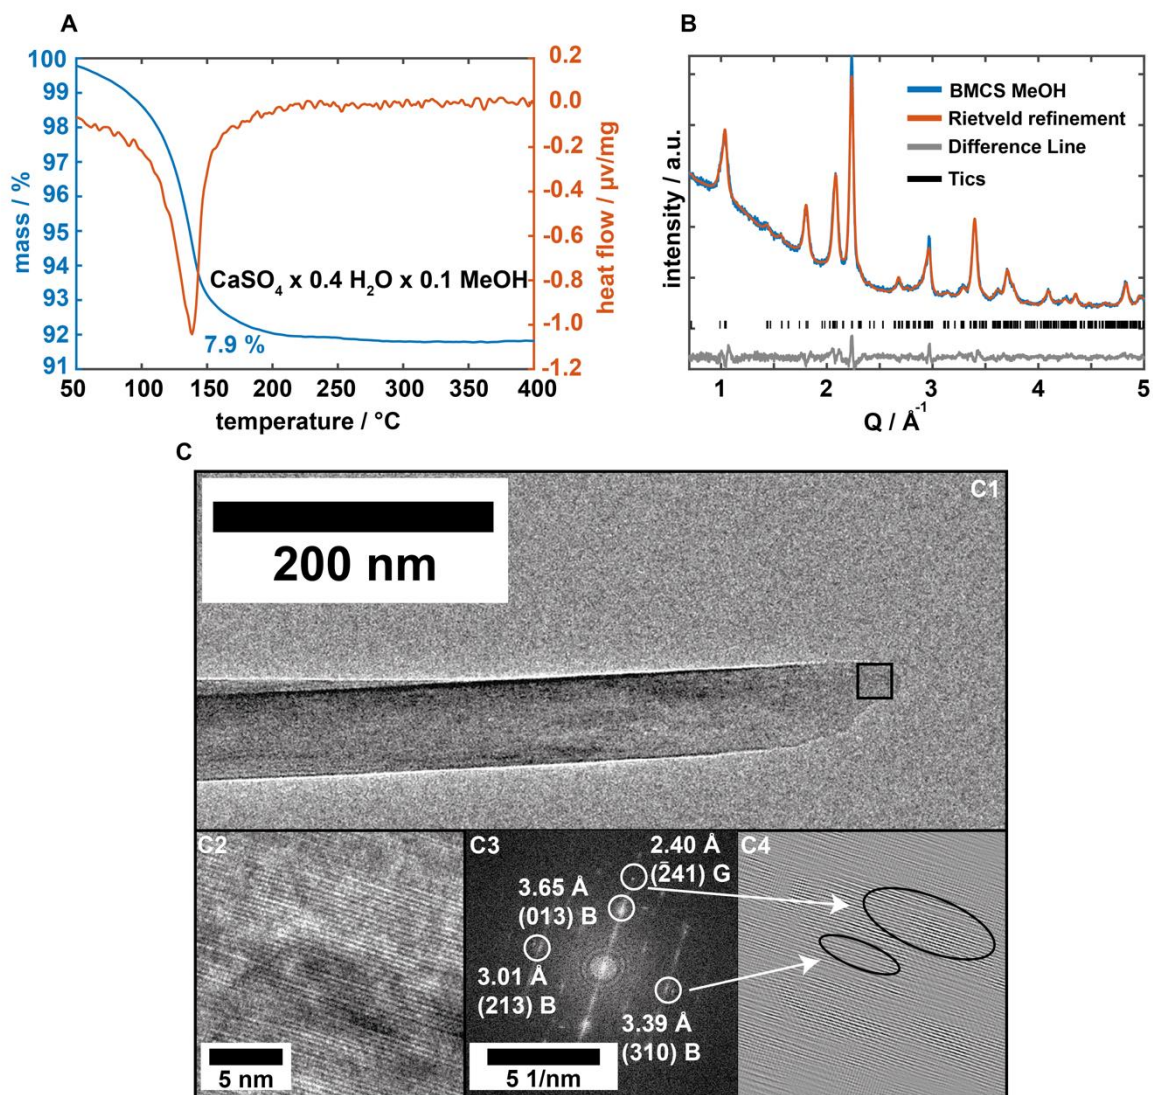 A
100
99
98
97
96
95
94
93
92
91
mass / %
50 100 150 200 250 300 350 400
temperature / °C
0.2
0.0
-0.2
-0.4
-0.6
-0.8
-1.0
-1.2
heat flow / µv/mg
CaSO₄ x 0.4 H₂O x 0.1 MeOH
7.9 %
B
intensity / a.u.
BMCS MeOH
Rietveld refinement
Difference Line
Tics
1 2 3 4 5
Q / Å⁻¹
C
C1
200 nm
C2
5 nm
C3
2.40 Å
(2̄41) G
3.65 Å
(013) B
3.01 Å
(213) B
3.39 Å
(310) B
5 1/nm
C4